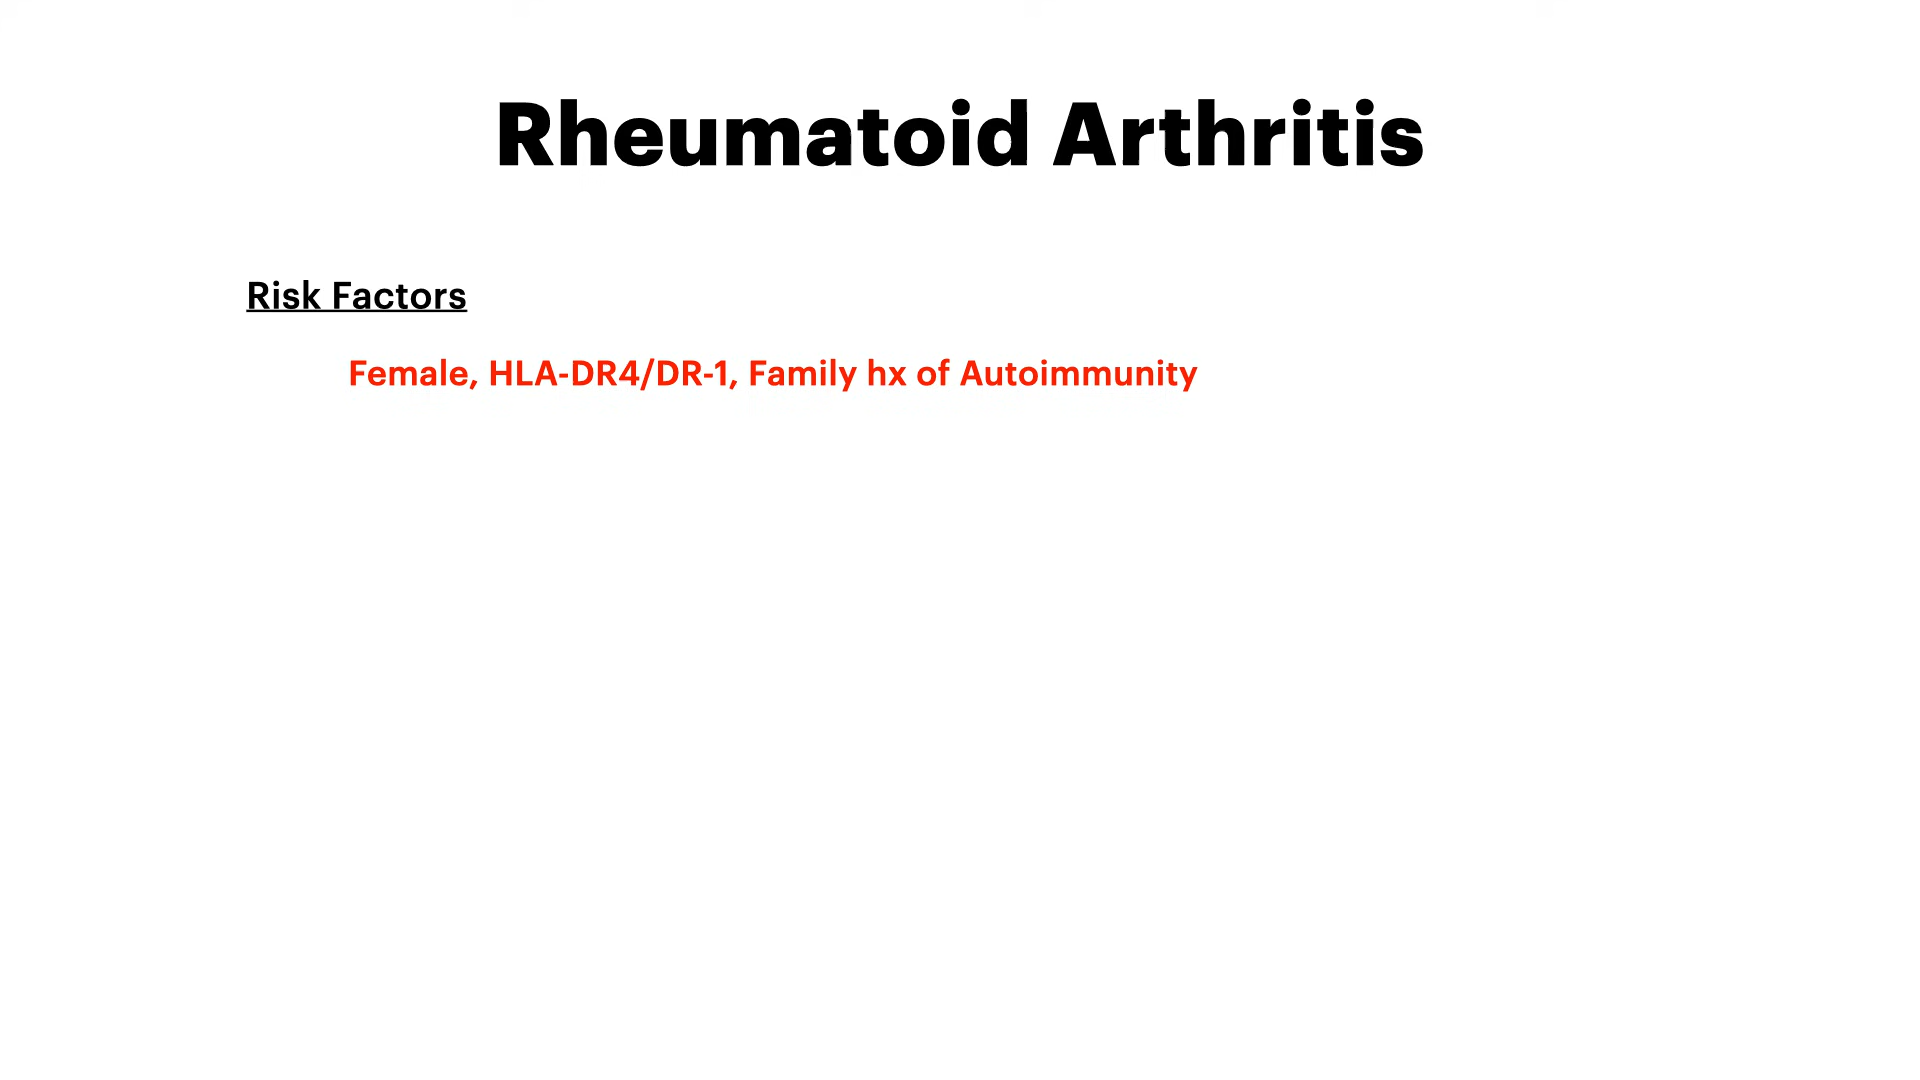 Rheumatoid Arthritis
Risk Factors
Female, HLA-DR4/DR-1, Family hx of Autoimmunity